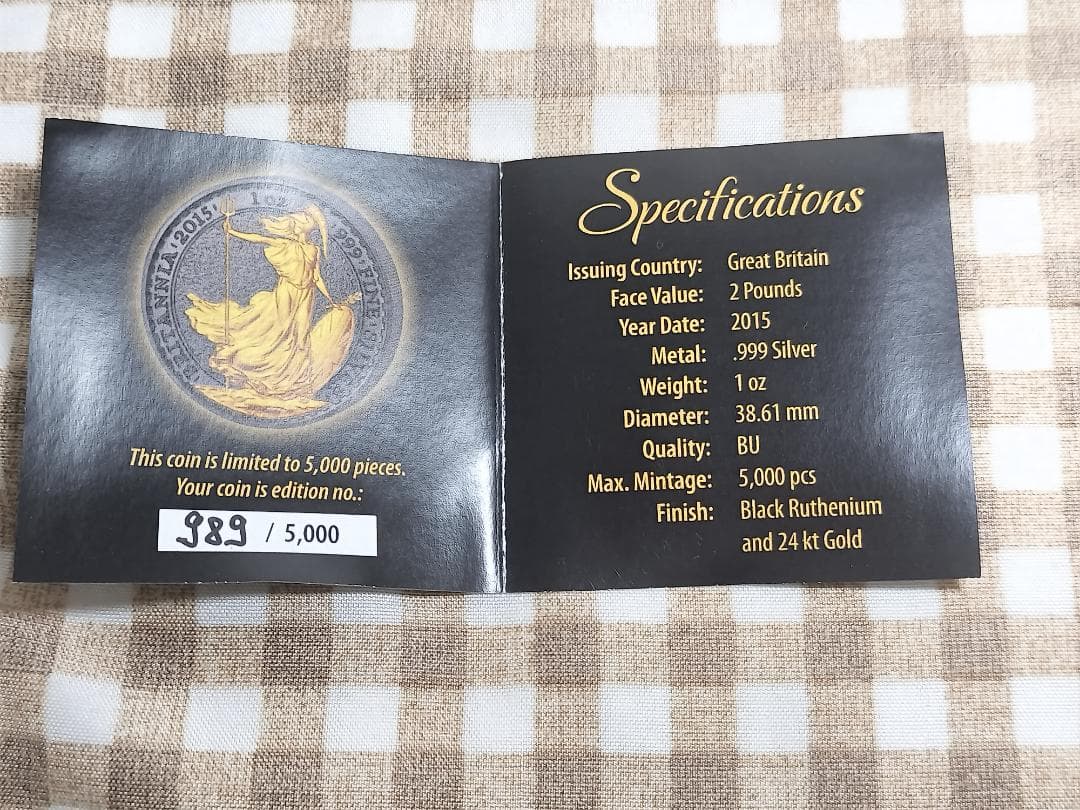 BRITANNIA · 2015 · 1 oz 999 FINE
This coin is limited to 5,000 pieces.
Your coin is edition no.:
989 / 5,000
Specifications
Issuing Country: Great Britain
Face Value: 2 Pounds
Year Date: 2015
Metal: .999 Silver
Weight: 1 oz
Diameter: 38.61 mm
Quality: BU
Max. Mintage: 5,000 pcs
Finish: Black Ruthenium
and 24 kt Gold